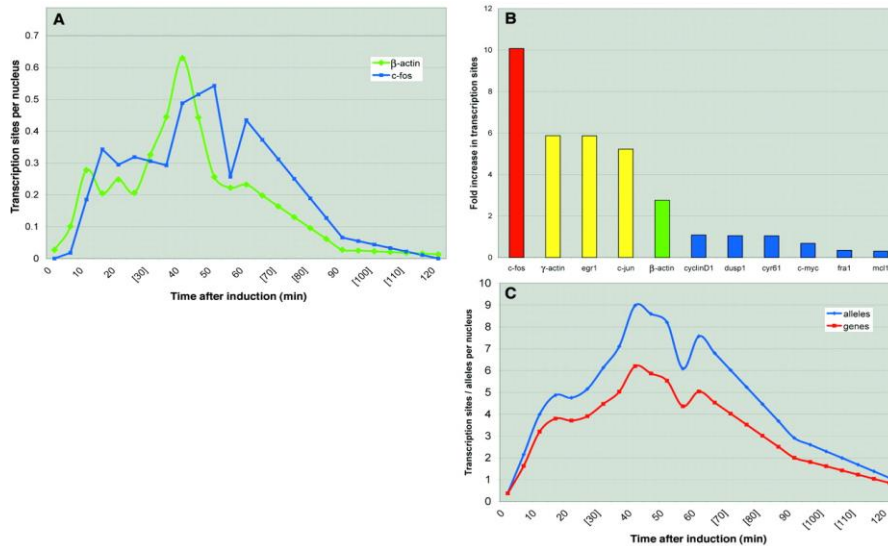 A
0.7
0.6
0.5
0.4
0.3
0.2
0.1
0
Transcription sites per nucleus
β-actin
c-fos
0 10 20 [30] 40 50 60 [70] [80] 90 [100] [110] 120
Time after induction (min)
B
12
10
8
6
4
2
0
Fold increase in transcription sites
c-fos γ-actin egr1 c-jun β-actin cyclinD1 dusp1 cyr61 c-myc fra1 mcl1
C
10
9
8
7
6
5
4
3
2
1
0
Transcription sites / alleles per nucleus
alleles
genes
0 10 20 [30] 40 50 60 [70] [80] 90 [100] [110] 120
Time after induction (min)